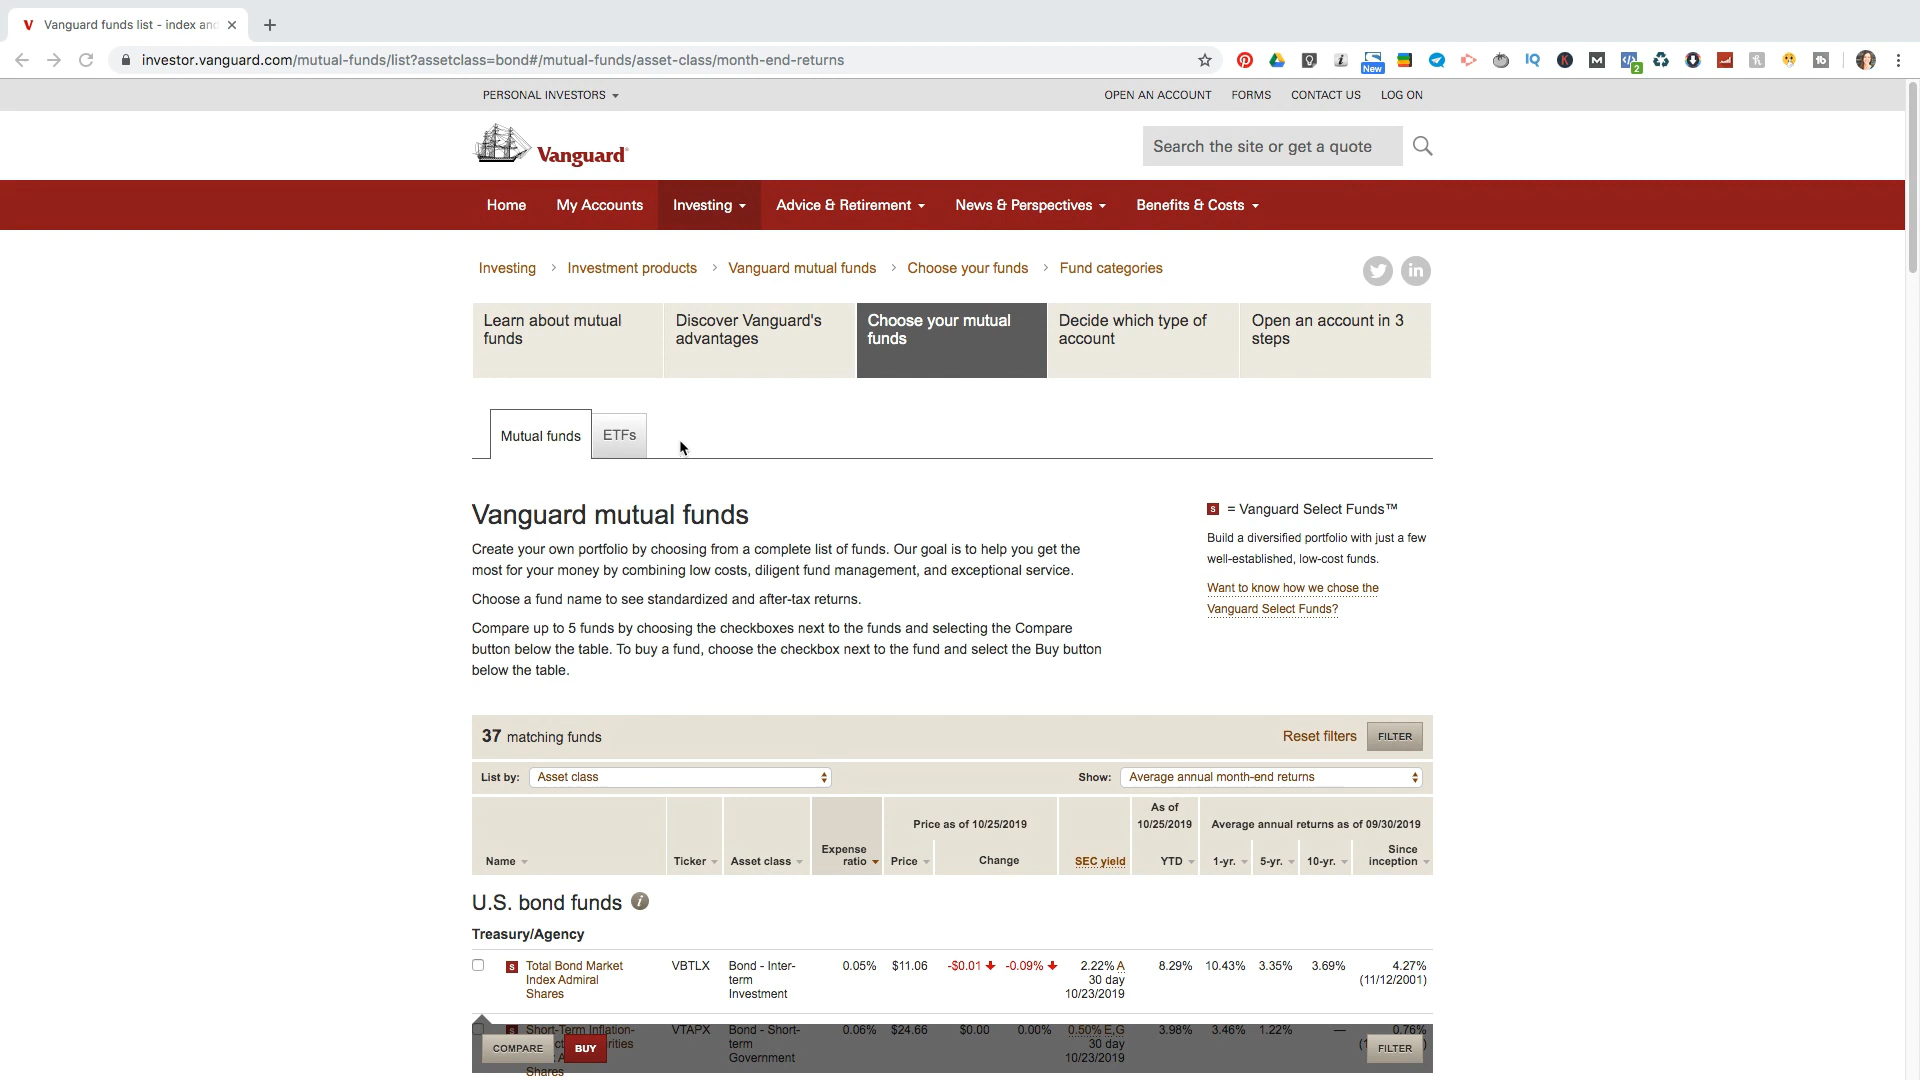 Vanguard funds list - index an
investor.vanguard.com/mutual-funds/list?assetclass=bond#/mutual-funds/asset-class/month-end-returns
New
2
PERSONAL INVESTORS
OPEN AN ACCOUNT FORMS CONTACT US LOG ON
Vanguard
Search the site or get a quote
Home My Accounts Investing Advice & Retirement News & Perspectives Benefits & Costs
Investing > Investment products > Vanguard mutual funds > Choose your funds > Fund categories
Learn about mutual
funds
Discover Vanguard's
advantages
Choose your mutual
funds
Decide which type of
account
Open an account in 3
steps
Mutual funds ETFs
Vanguard mutual funds
Create your own portfolio by choosing from a complete list of funds. Our goal is to help you get the
most for your money by combining low costs, diligent fund management, and exceptional service.
Choose a fund name to see standardized and after-tax returns.
Compare up to 5 funds by choosing the checkboxes next to the funds and selecting the Compare
button below the table. To buy a fund, choose the checkbox next to the fund and select the Buy button
below the table.
S = Vanguard Select Funds™
Build a diversified portfolio with just a few
well-established, low-cost funds.
Want to know how we chose the
Vanguard Select Funds?
37 matching funds
Reset filters FILTER
List by: Asset class
Show: Average annual month-end returns
As of
Price as of 10/25/2019 10/25/2019 Average annual returns as of 09/30/2019
Expense Since
Name Ticker Asset class ratio Price Change SEC yield YTD 1-yr. 5-yr. 10-yr. inception
U.S. bond funds i
Treasury/Agency
S Total Bond Market VBTLX Bond - Inter- 0.05% $11.06 -$0.01 -0.09% 2.22% A 8.29% 10.43% 3.35% 3.69% 4.27%
Index Admiral term 30 day (11/12/2001)
Shares Investment 10/23/2019
S Short-Term Inflation- VTAPX Bond - Short- 0.06% $24.66 $0.00 0.00% 0.50% E,G 3.98% 3.46% 1.22% — 0.76%
term 30 day
Government 10/23/2019
COMPARE BUY FILTER
Shares